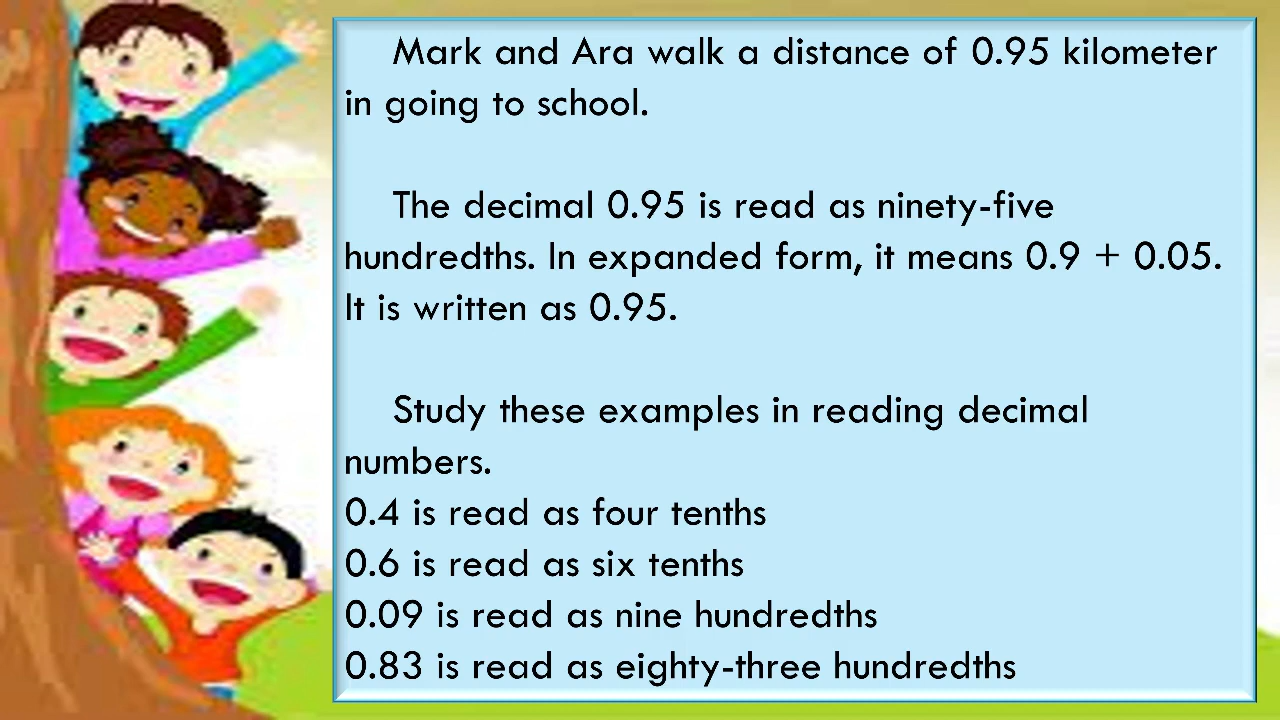 Mark and Ara walk a distance of 0.95 kilometer
in going to school.
The decimal 0.95 is read as ninety-five
hundredths. In expanded form, it means 0.9 + 0.05.
It is written as 0.95.
Study these examples in reading decimal
numbers.
0.4 is read as four tenths
0.6 is read as six tenths
0.09 is read as nine hundredths
0.83 is read as eighty-three hundredths